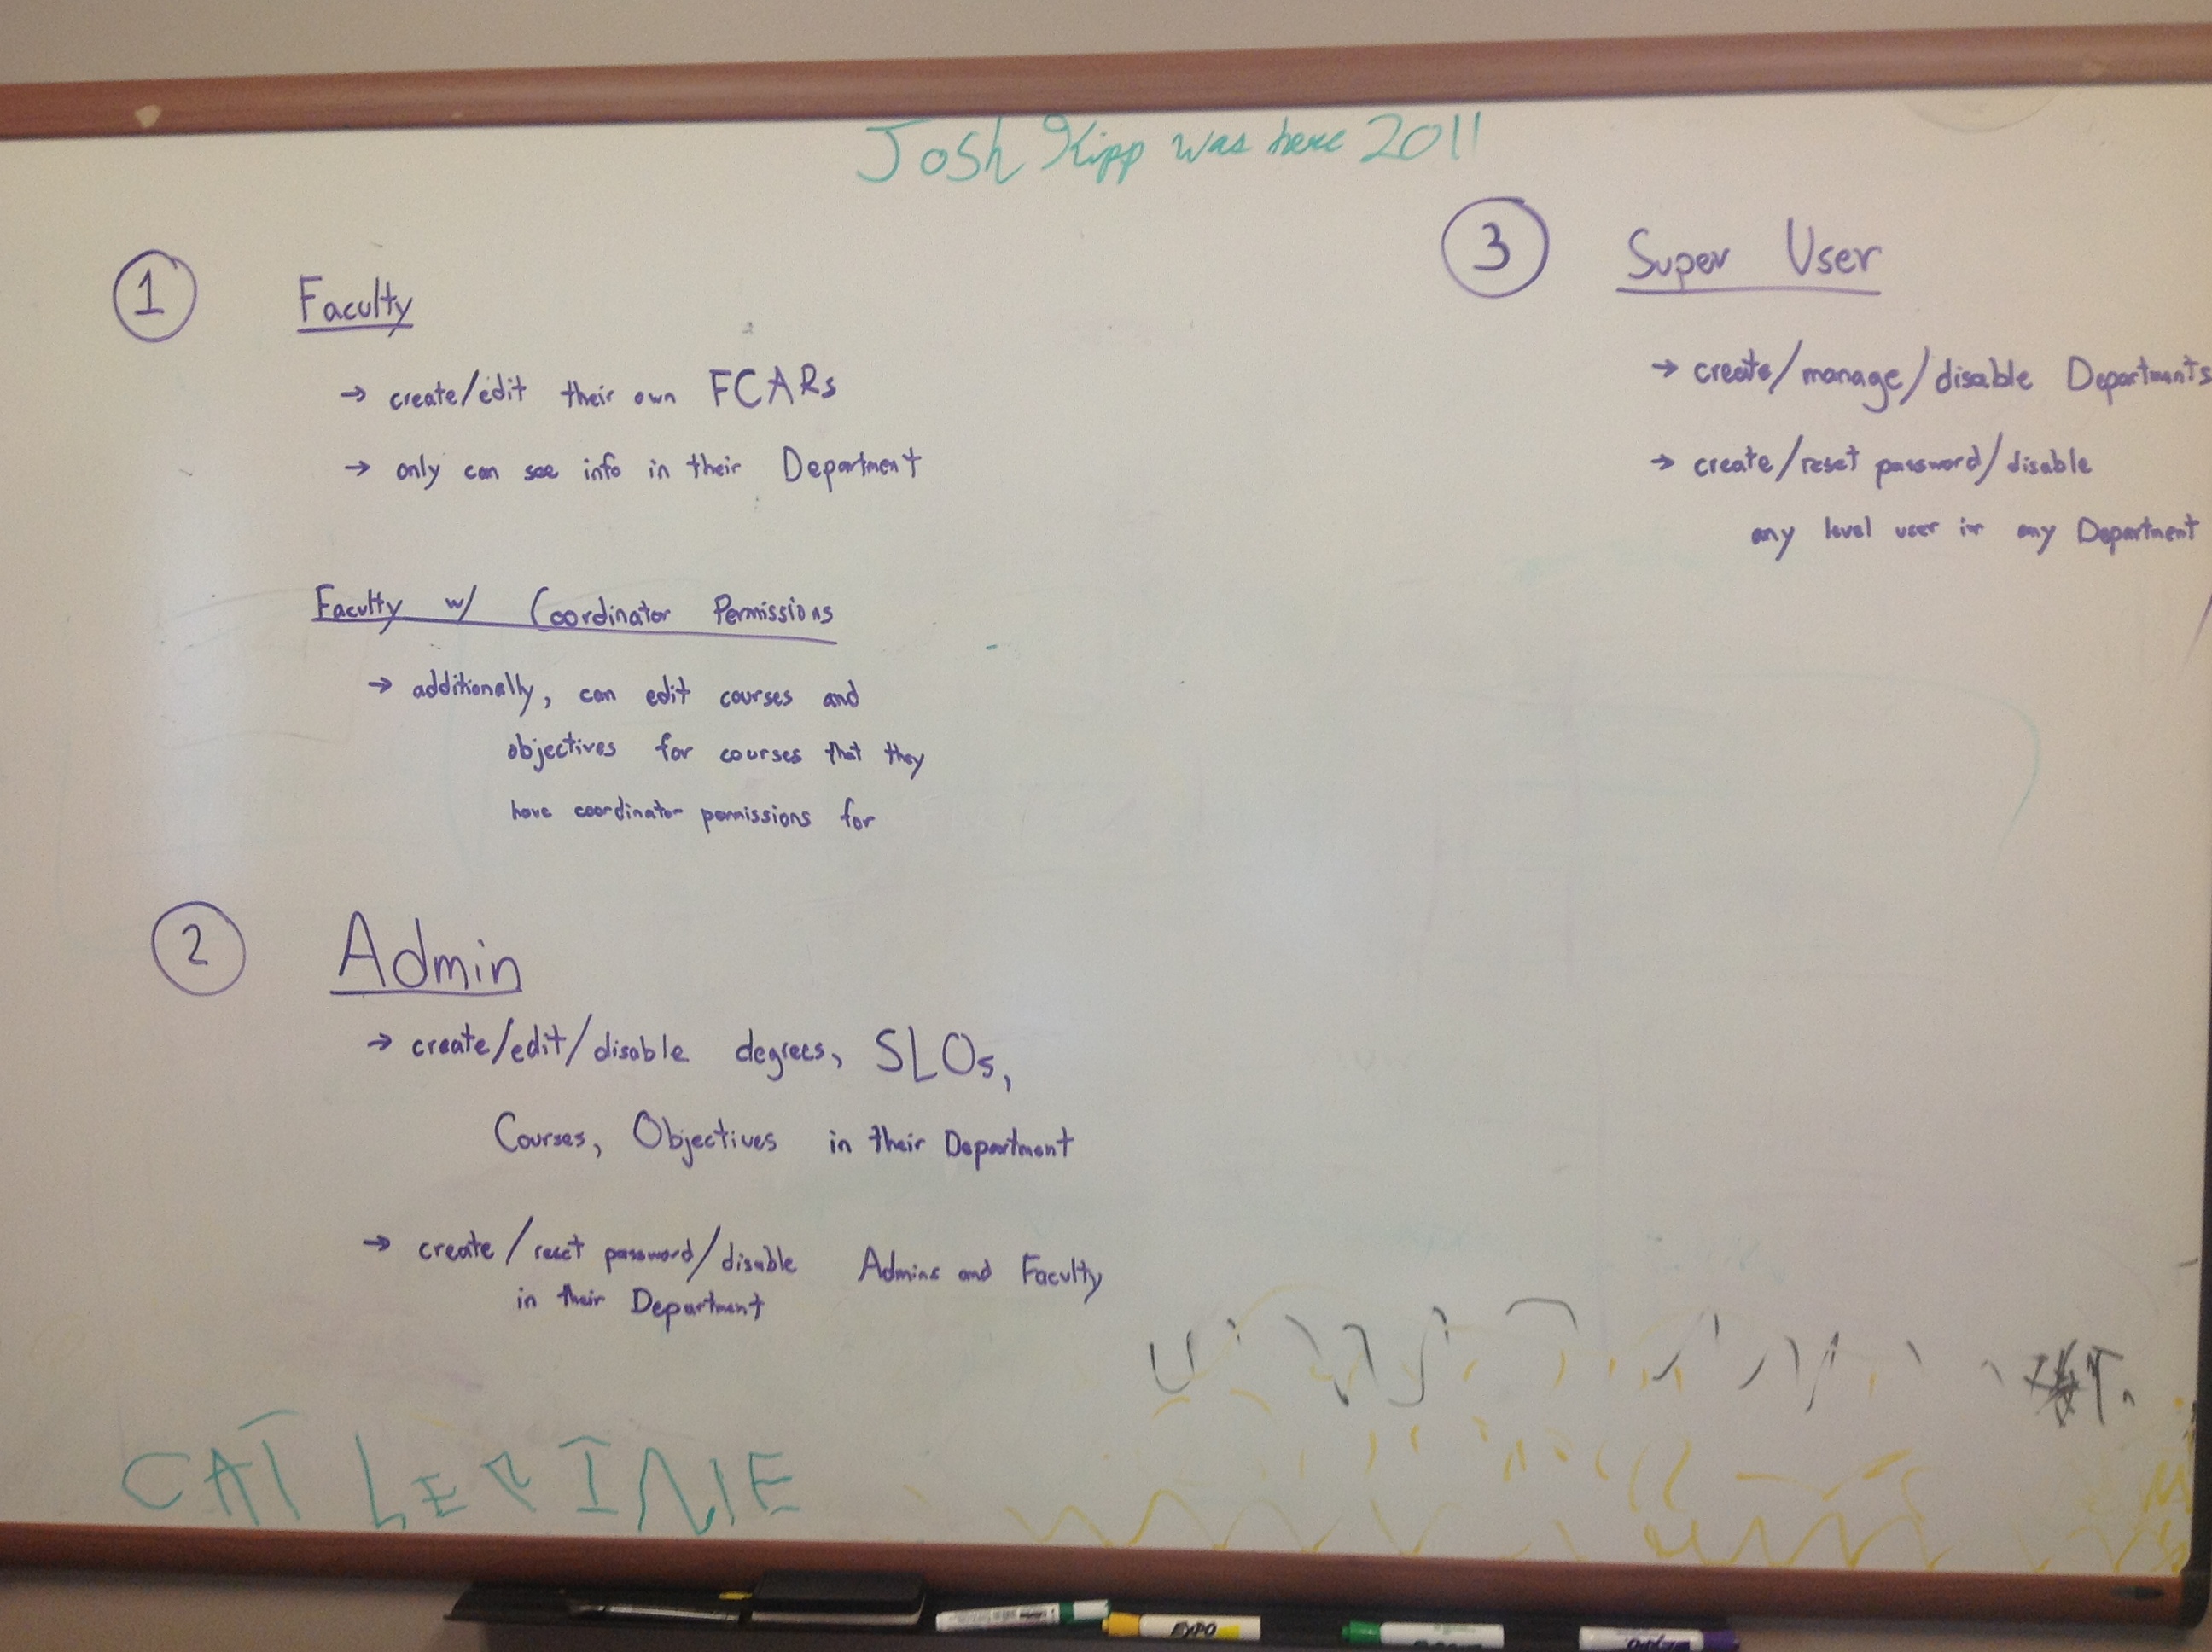 Josh Kipp was here 2011
1 Faculty
→ create/edit their own FCARs
→ only can see info in their Department
Faculty w/ Coordinator Permissions
→ additionally, can edit courses and
objectives for courses that they
have coordinator permissions for
2 Admin
→ create/edit/disable degrees, SLOs,
Courses, Objectives in their Department
→ create/reset password/disable Admins and Faculty
in their Department
3 Super User
→ create/manage/disable Departments
→ create/reset password/disable
any level user in any Department
CAT LEPINE
EXPO